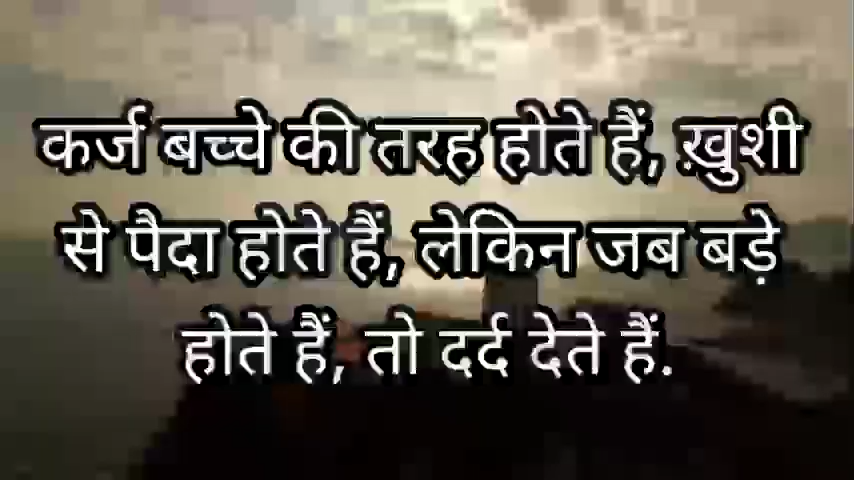 कर्ज बच्चे की तरह होते हैं, ख़ुशी
से पैदा होते हैं, लेकिन जब बड़े
होते हैं, तो दर्द देते हैं.